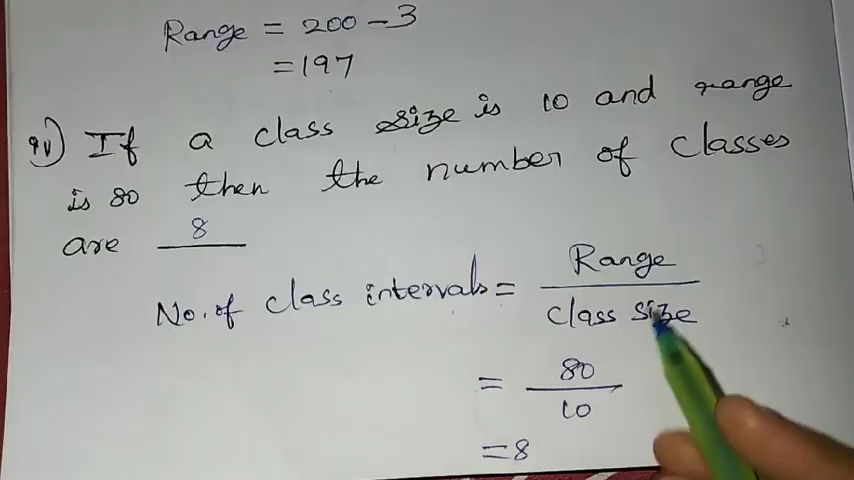 Range = 200 - 3
= 197
iv) If a class size is 10 and range
is 80 then the number of classes
are 8
No. of class intervals = Range / class size
= 80 / 10
= 8